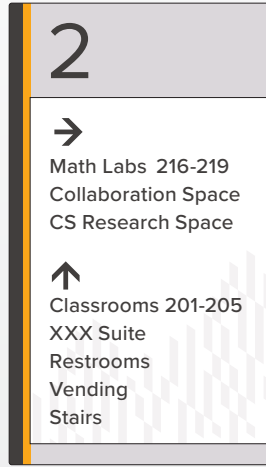 2
→
Math Labs 216-219
Collaboration Space
CS Research Space
↑
Classrooms 201-205
XXX Suite
Restrooms
Vending
Stairs